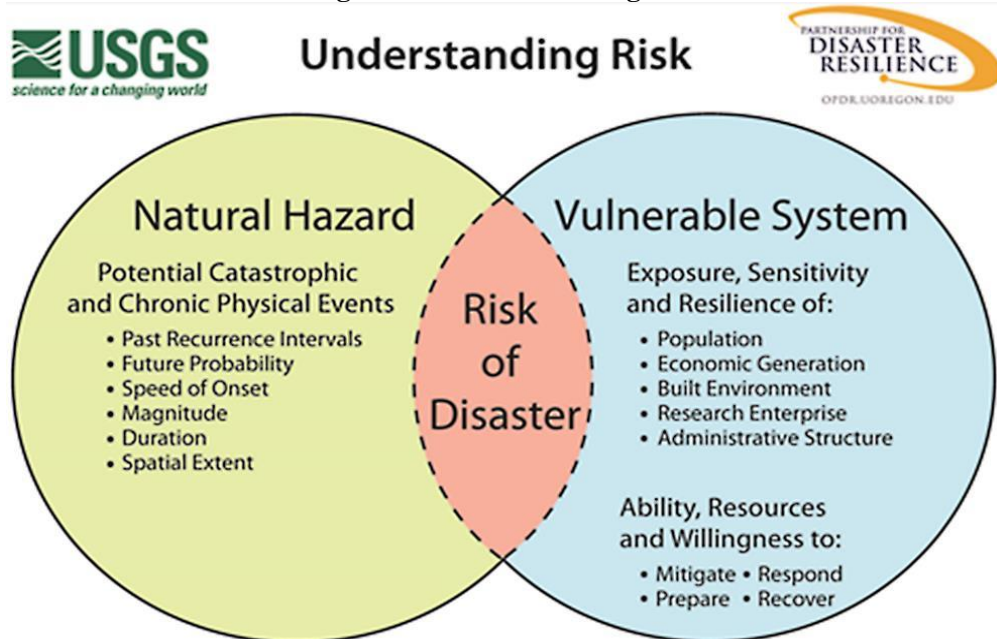 USGS
science for a changing world
Understanding Risk
PARTNERSHIP FOR
DISASTER
RESILIENCE
OPDR.UOREGON.EDU
Natural Hazard
Potential Catastrophic
and Chronic Physical Events
• Past Recurrence Intervals
• Future Probability
• Speed of Onset
• Magnitude
• Duration
• Spatial Extent
Risk
of
Disaster
Vulnerable System
Exposure, Sensitivity
and Resilience of:
• Population
• Economic Generation
• Built Environment
• Research Enterprise
• Administrative Structure
Ability, Resources
and Willingness to:
• Mitigate • Respond
• Prepare • Recover